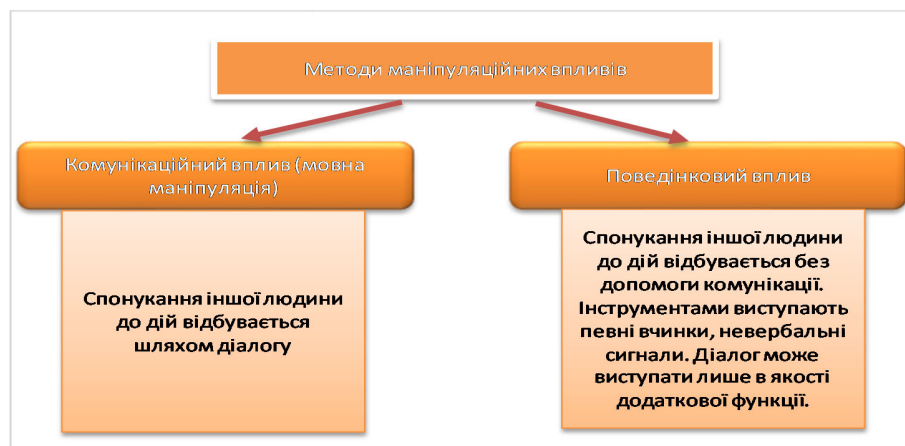 Методи маніпуляційних впливів
Комунікаційний вплив (мовна
маніпуляція)
Спонукання іншої людини
до дій відбувається
шляхом діалогу
Поведінковий вплив
Спонукання іншої людини
до дій відбувається без
допомоги комунікації.
Інструментами виступають
певні вчинки, невербальні
сигнали. Діалог може
виступати лише в якості
додаткової функції.